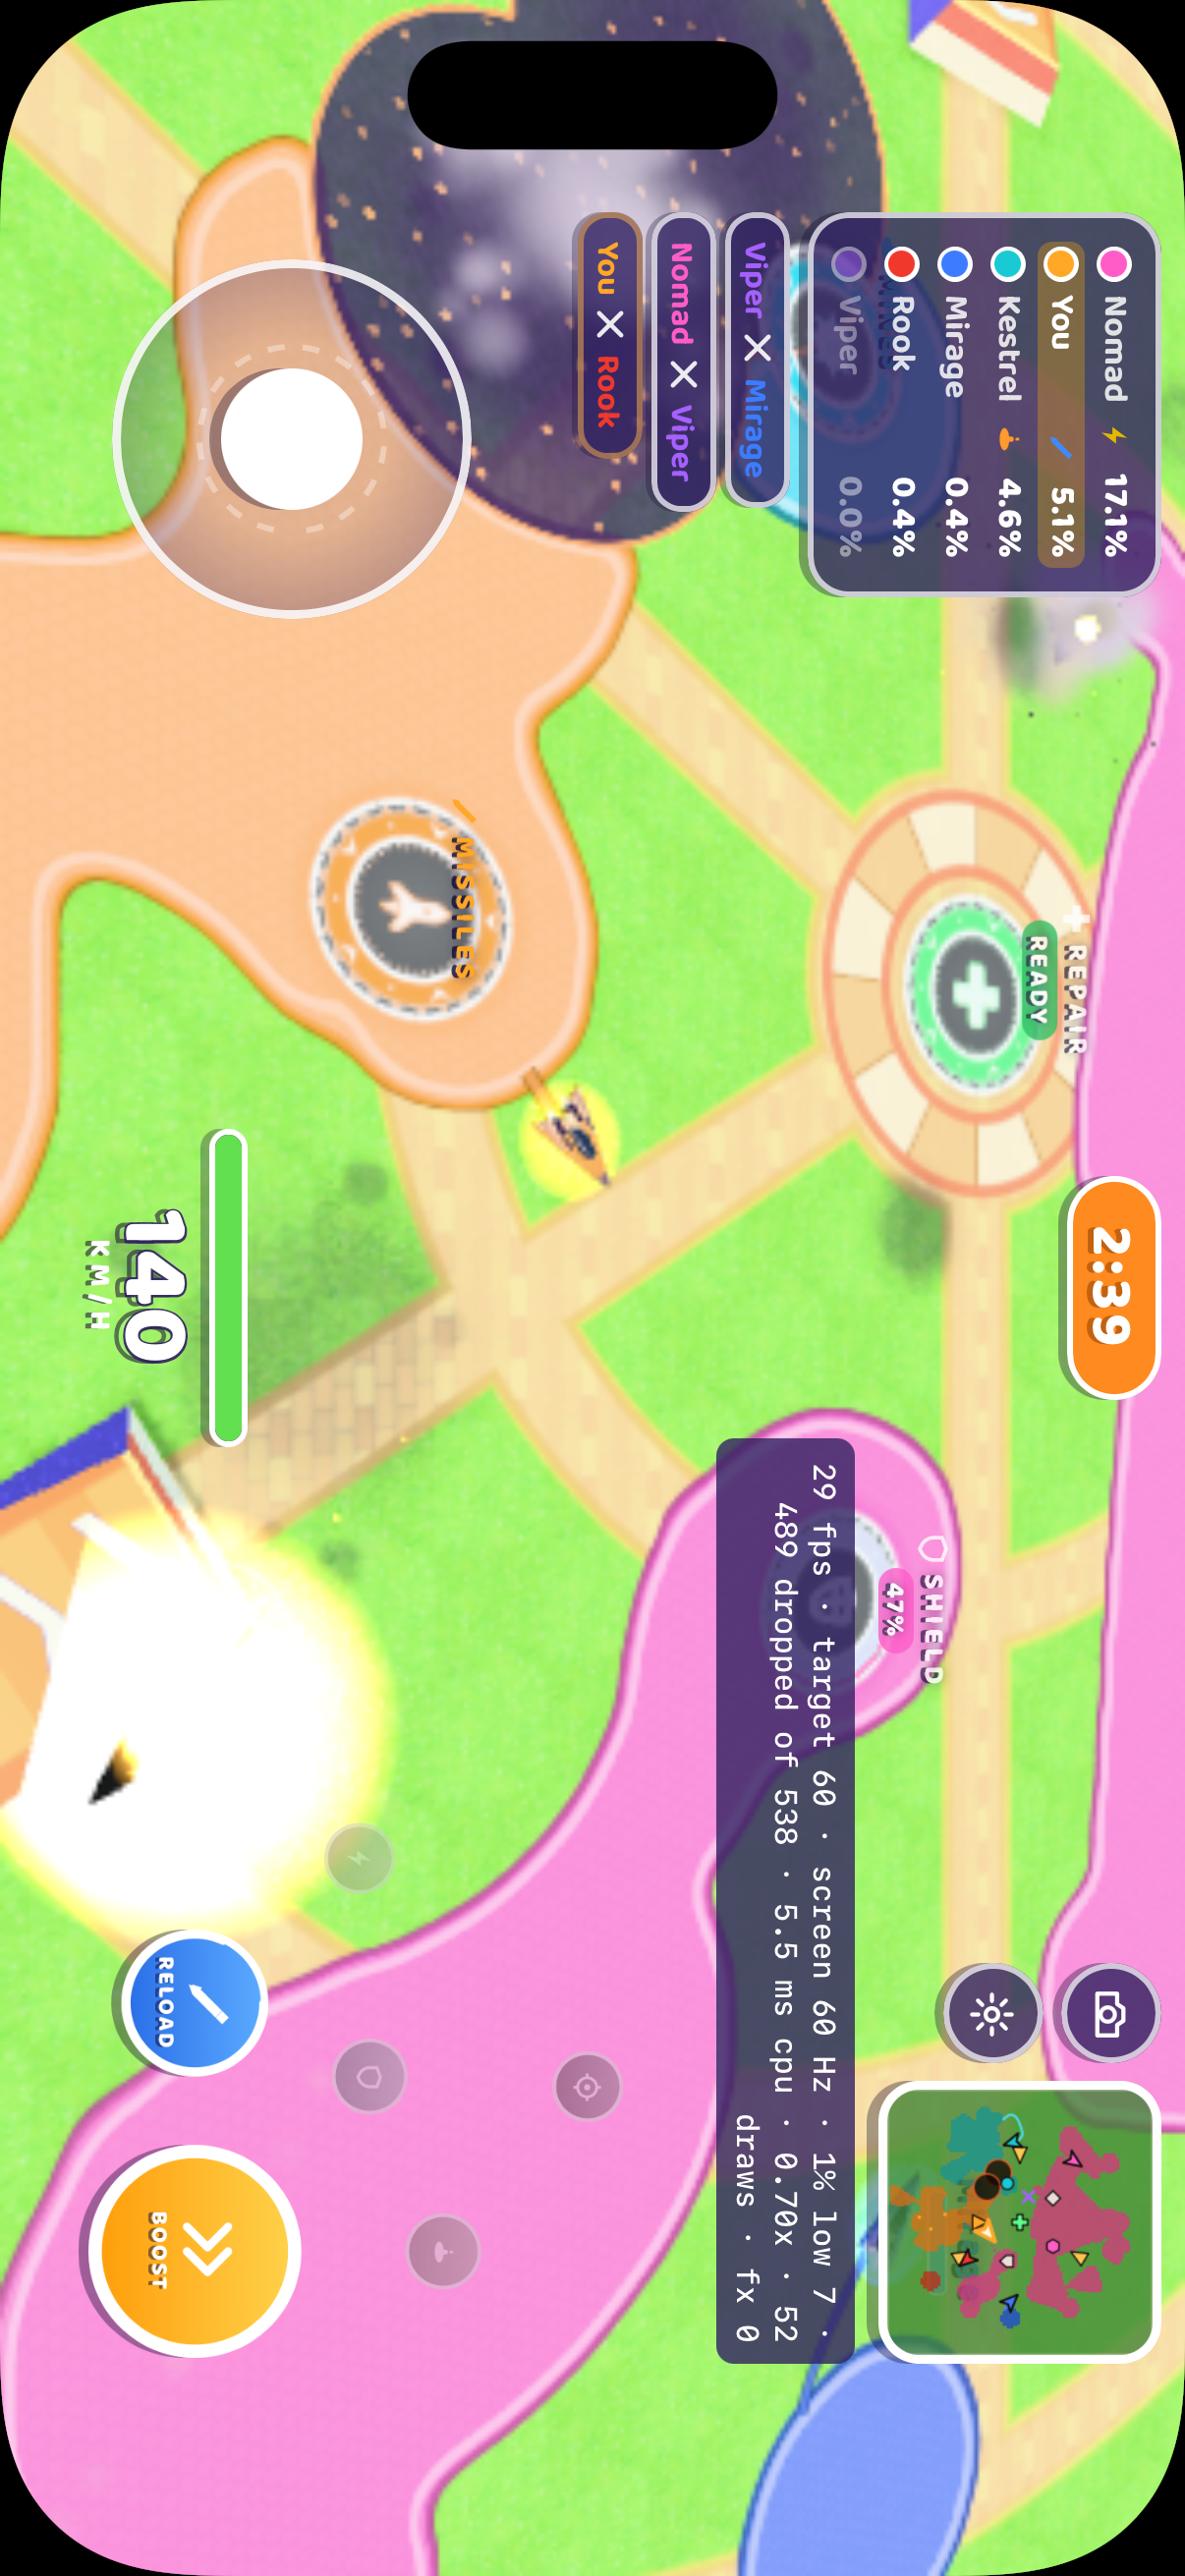 Nomad 17.1%
You 5.1%
Kestrel 4.6%
Mirage 0.4%
Rook 0.4%
Viper 0.0%
Viper X Mirage
Nomad X Viper
You X Rook
2:39
REPAIR
READY
MISSILES
SHIELD
47%
29 fps · target 60 · screen 60 Hz · 1% low 7 ·
489 dropped of 538 · 5.5 ms cpu · 0.70x · 52
draws · fx 0
140
KM/H
RELOAD
BOOST